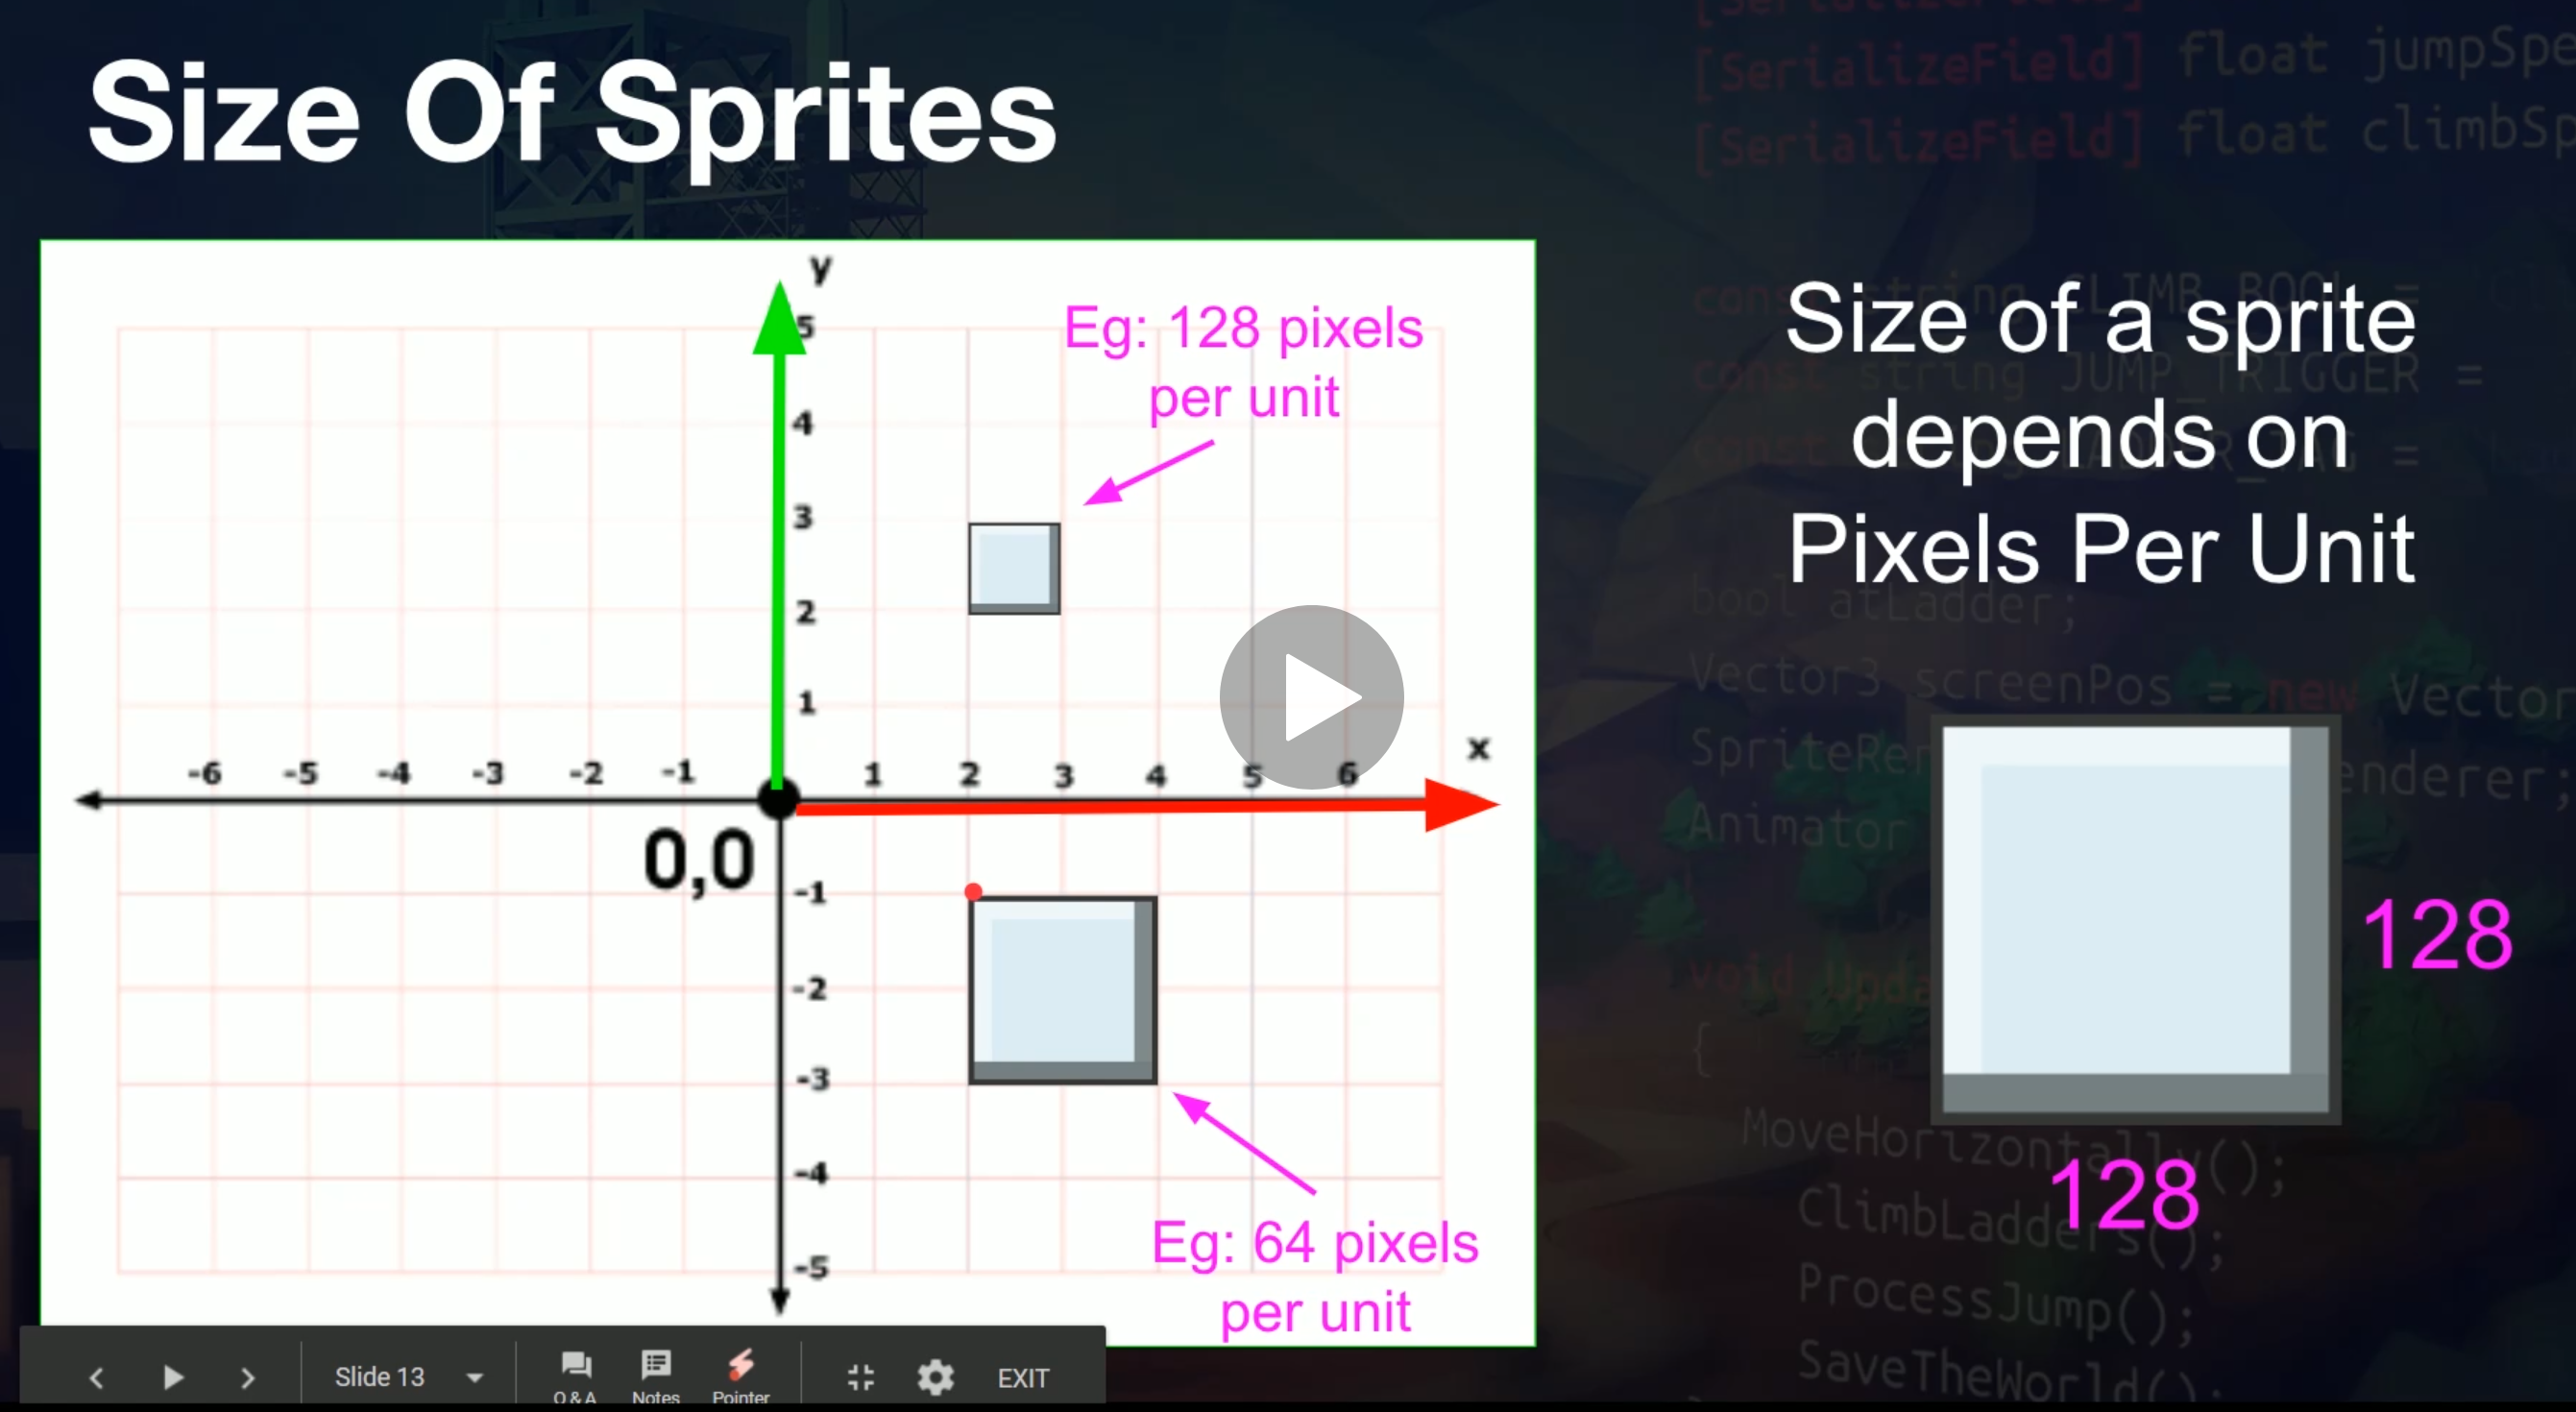 Size Of Sprites
[SerializeField]
[SerializeField] float jumpSpe
[SerializeField] float climbSp
Size of a sprite
depends on
Pixels Per Unit
const string CLIMB_BOOL =
const string JUMP_TRIGGER =
bool atLadder;
Vector3 screenPos = new Vector
SpriteRen enderer;
Animator
void Upda
{
MoveHorizontally();
ClimbLadders();
ProcessJump();
SaveTheWorld();
128
128
y
Eg: 128 pixels
per unit
5
4
3
2
1
-6 -5 -4 -3 -2 -1 1 2 3 4 5 6 x
0,0
-1
-2
-3
-4
-5
Eg: 64 pixels
per unit
Slide 13 Q & A Notes Pointer EXIT